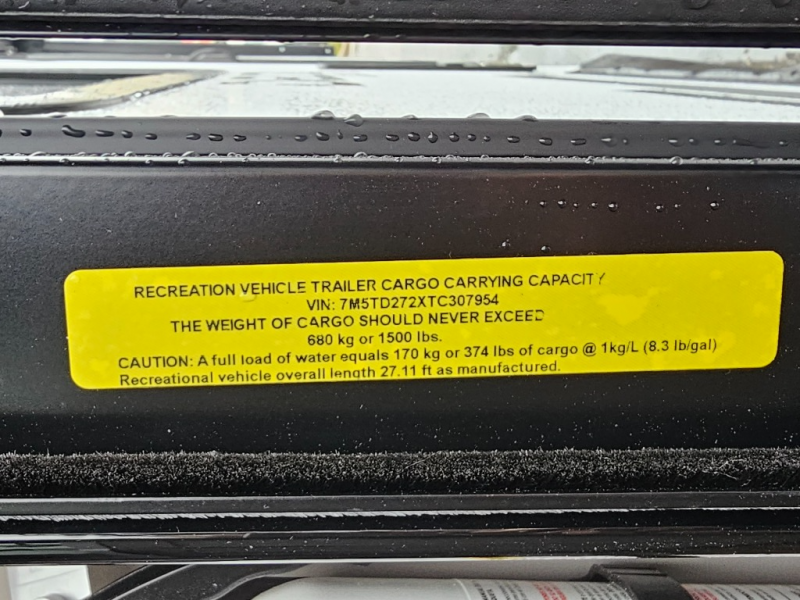 RECREATION VEHICLE TRAILER CARGO CARRYING CAPACITY
VIN: 7M5TD272XTC307954
THE WEIGHT OF CARGO SHOULD NEVER EXCEED
680 kg or 1500 lbs.
CAUTION: A full load of water equals 170 kg or 374 lbs of cargo @ 1kg/L (8.3 lb/gal)
Recreational vehicle overall length 27.11 ft as manufactured.